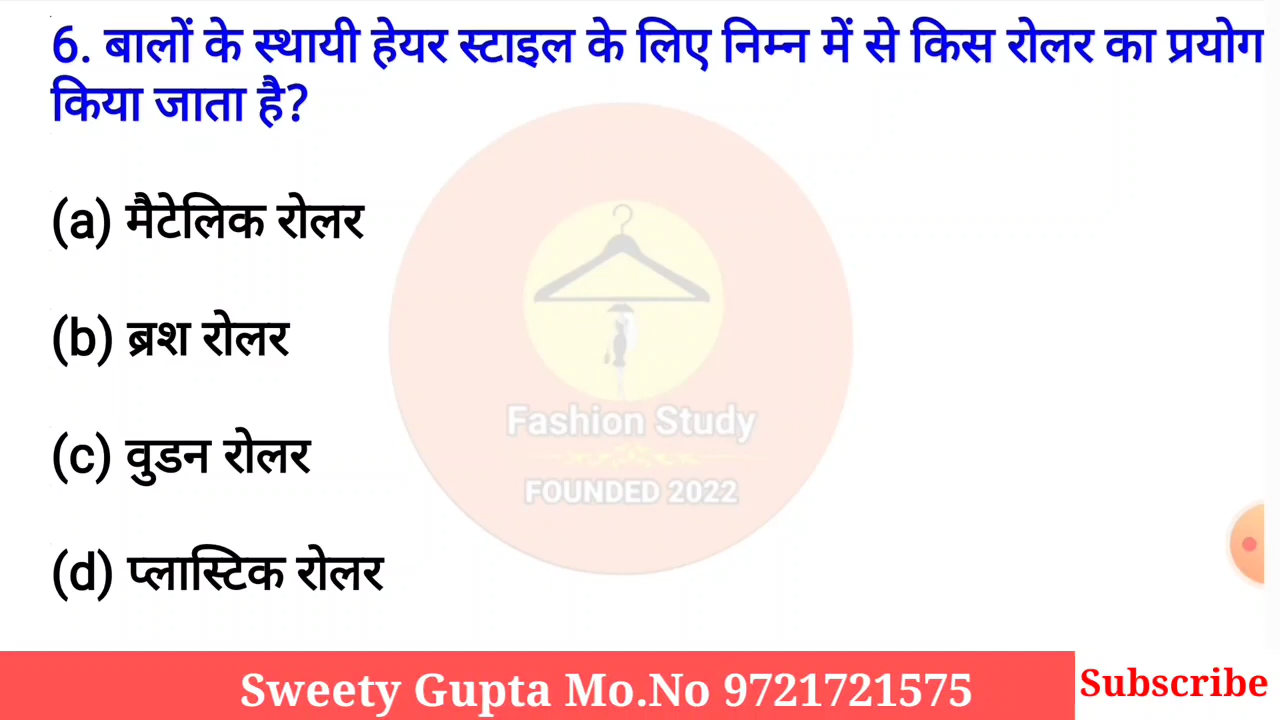 6. बालों के स्थायी हेयर स्टाइल के लिए निम्न में से किस रोलर का प्रयोग
किया जाता है?
(a) मैटेलिक रोलर
(b) ब्रश रोलर
(c) वुडन रोलर
(d) प्लास्टिक रोलर
Fashion Study
FOUNDED 2022
Sweety Gupta Mo.No 9721721575
Subscribe